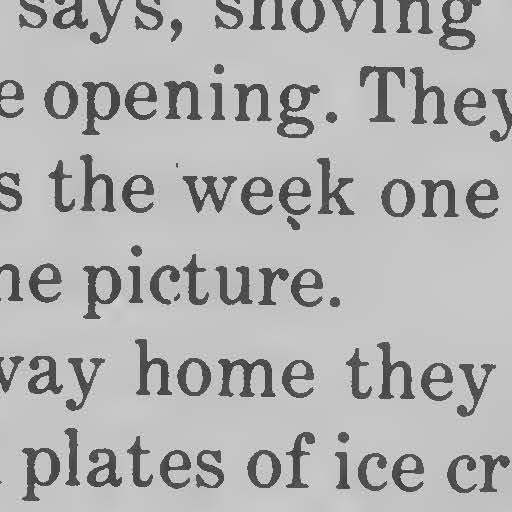 says, shoving
e opening. They
s the week one
ne picture.
way home they
plates of ice cr